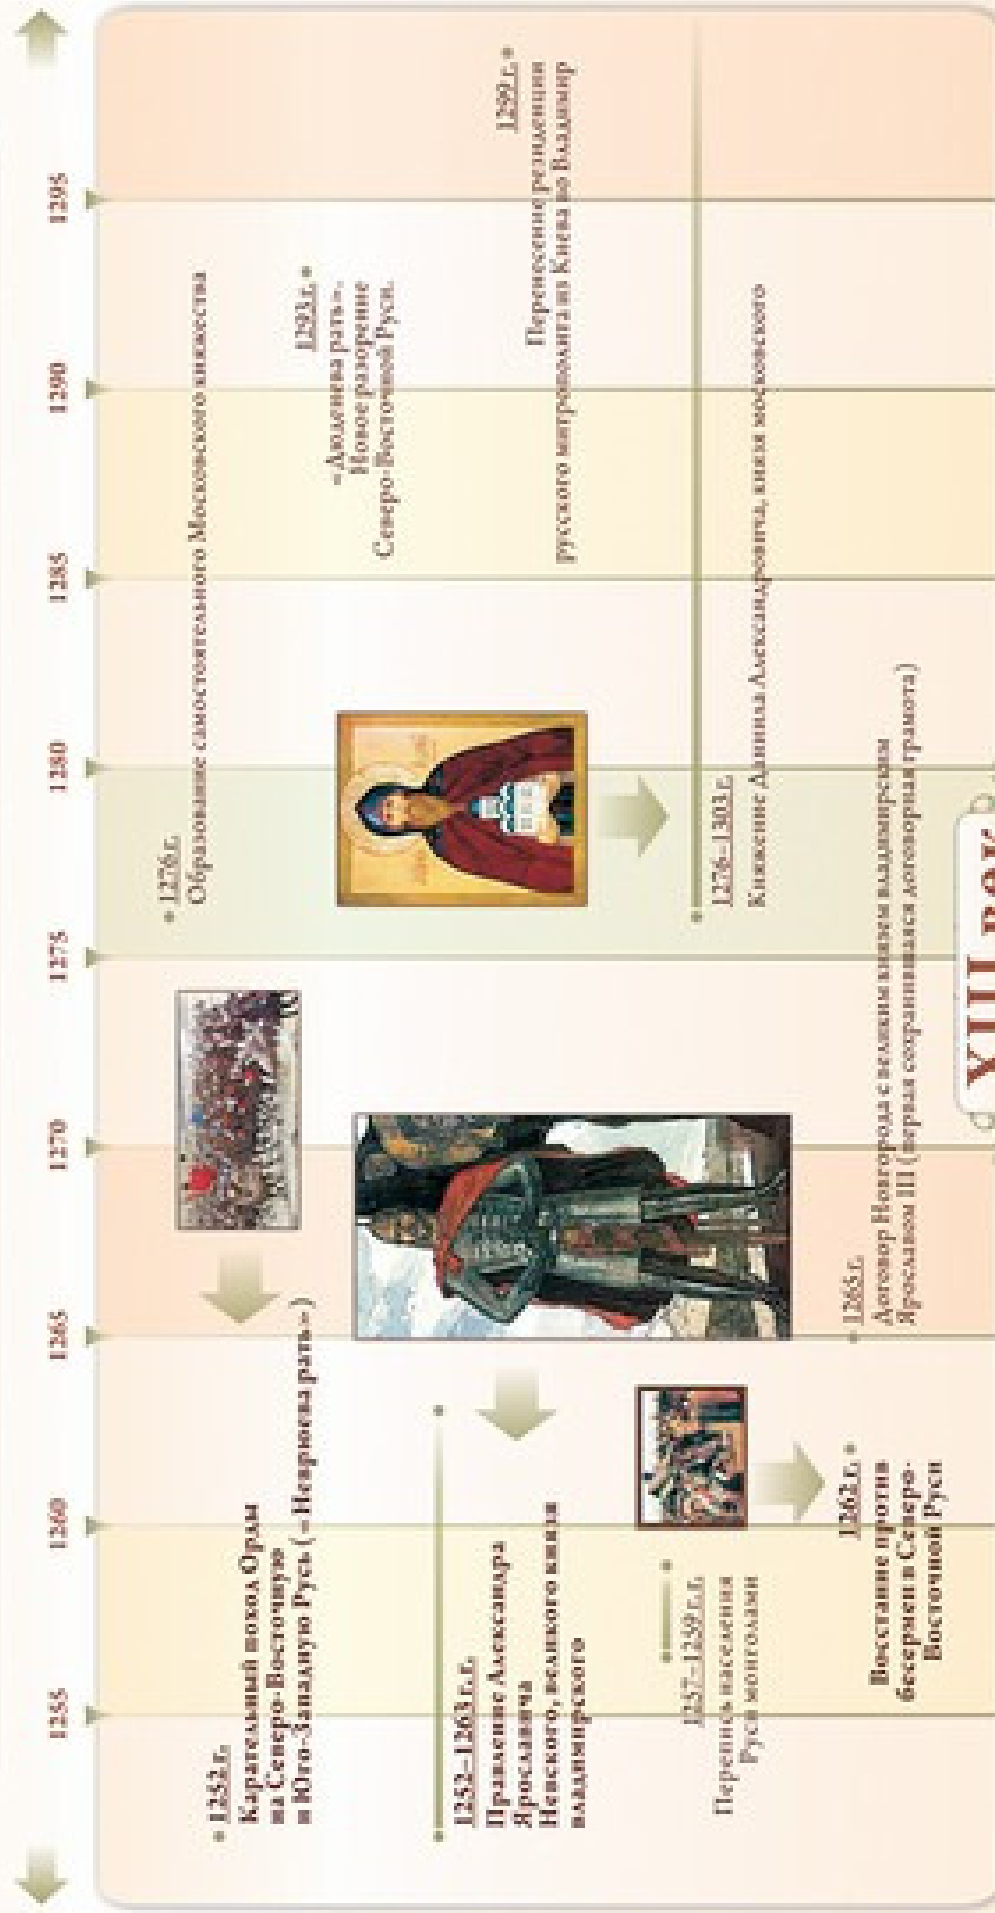 1255
1260
1265
1270
1275
1280
1285
1290
1295
1252 г.
Карательный поход Орды
на Северо-Восточную
и Юго-Западную Русь («Неврюева рать»)
1252–1263 г.г.
Правление Александра
Ярославича
Невского, великого князя
владимирского
1257–1259 г.г.
Перепись населения
Руси монголами
1262 г.
Восстание против
бесермен в Северо-
Восточной Руси
1265 г.
Договор Новгорода с великим князем владимирским
Ярославом III (первая сохранившаяся договорная грамота)
1276 г.
Образование самостоятельного Московского княжества
1276–1303 г.
Княжение Даниила Александровича, князя московского
1293 г.
«Дюденева рать».
Новое разорение
Северо-Восточной Руси.
1299 г.
Перенесение резиденции
русского митрополита из Киева во Владимир
XIII век